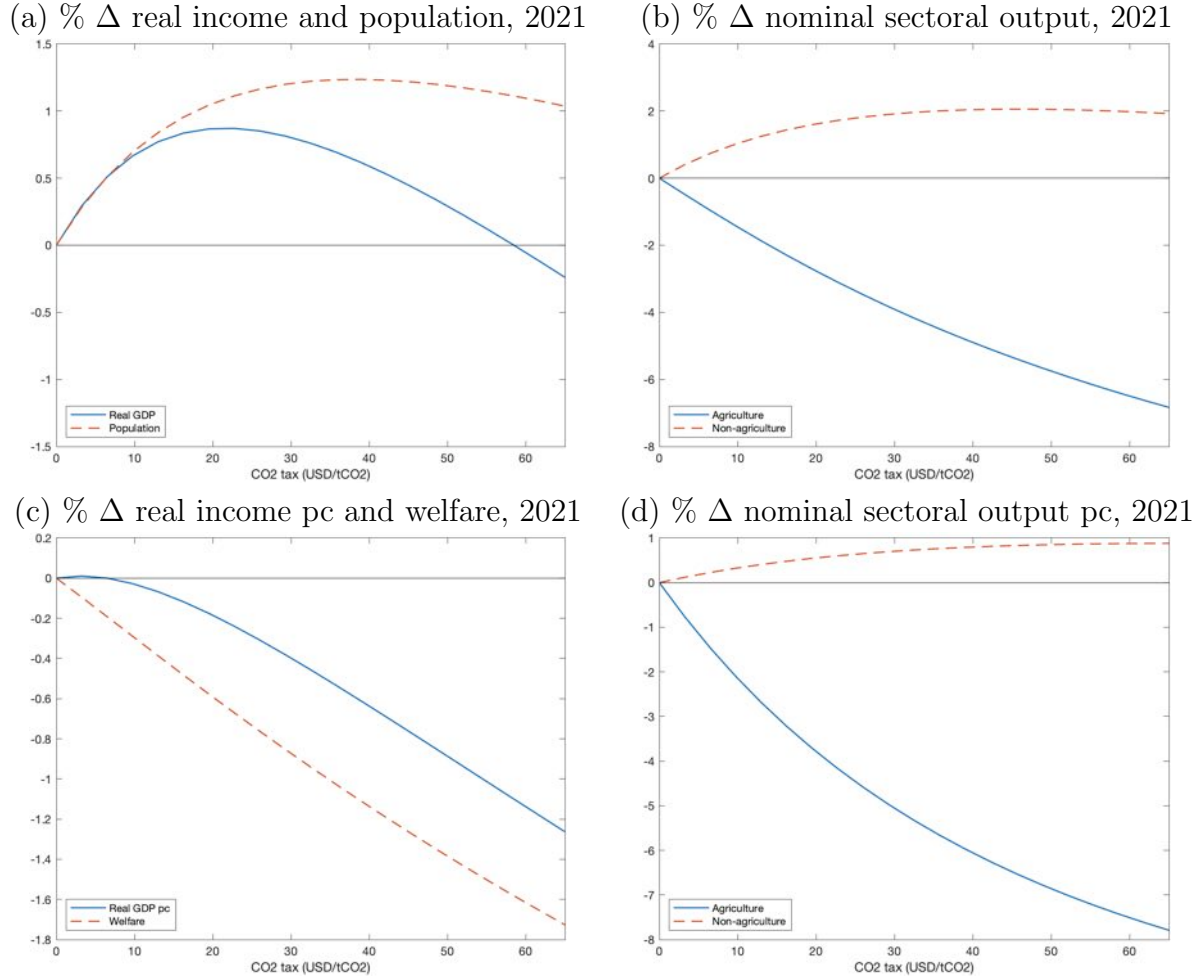 (a) % Δ real income and population, 2021
1.5
1
0.5
0
-0.5
-1
-1.5
Real GDP
Population
0 10 20 30 40 50 60
CO2 tax (USD/tCO2)
(b) % Δ nominal sectoral output, 2021
4
2
0
-2
-4
-6
-8
Agriculture
Non-agriculture
0 10 20 30 40 50 60
CO2 tax (USD/tCO2)
(c) % Δ real income pc and welfare, 2021
0.2
0
-0.2
-0.4
-0.6
-0.8
-1
-1.2
-1.4
-1.6
-1.8
Real GDP pc
Welfare
0 10 20 30 40 50 60
CO2 tax (USD/tCO2)
(d) % Δ nominal sectoral output pc, 2021
1
0
-1
-2
-3
-4
-5
-6
-7
-8
Agriculture
Non-agriculture
0 10 20 30 40 50 60
CO2 tax (USD/tCO2)